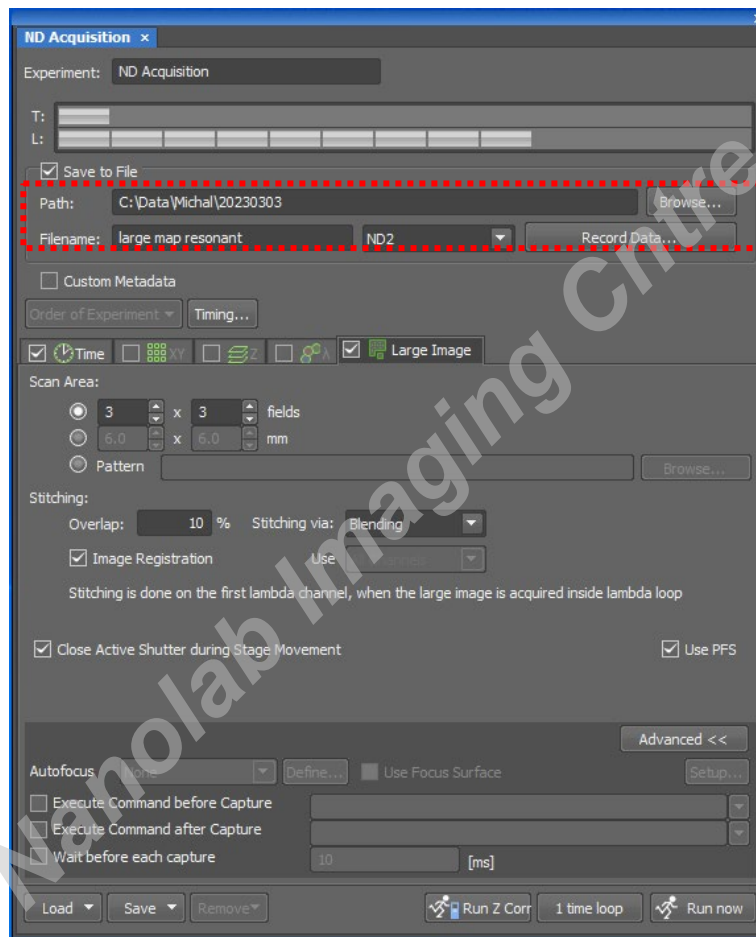 ND Acquisition ×
Experiment: ND Acquisition
T:
L:
Save to File
Path: C:\Data\Michal\20230303 Browse...
Filename: large map resonant ND2 Record Data...
Custom Metadata
Order of Experiment Timing...
Time XY Z λ Large Image
Scan Area:
3 x 3 fields
6.0 x 6.0 mm
Pattern Browse...
Stitching:
Overlap: 10 % Stitching via: Blending
Image Registration Use
Stitching is done on the first lambda channel, when the large image is acquired inside lambda loop
Close Active Shutter during Stage Movement Use PFS
Advanced <<
Autofocus None Define... Use Focus Surface Setup...
Execute Command before Capture
Execute Command after Capture
Wait before each capture 10 [ms]
Load Save Remove Run Z Corr 1 time loop Run now
Nanolab Imaging Cntre